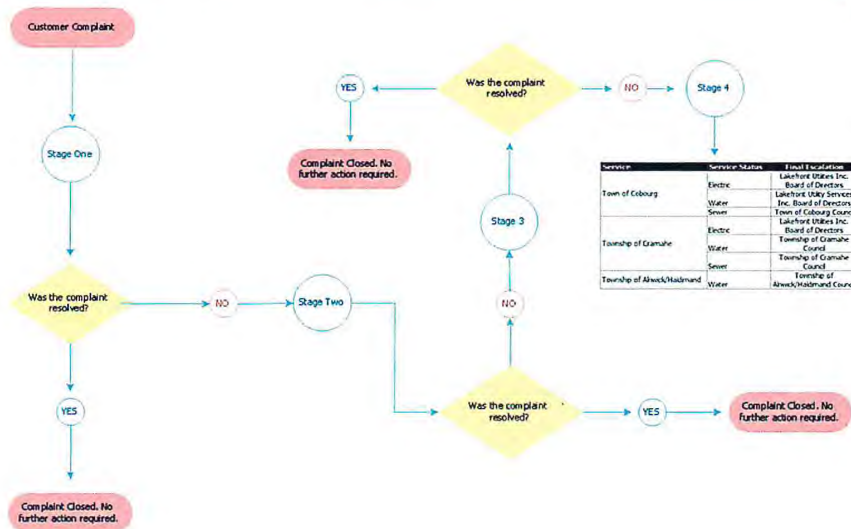 Customer Complaint
Stage One
Was the complaint
resolved?
YES
Complaint Closed. No
further action required.
NO
Stage Two
Was the complaint
resolved?
YES
Complaint Closed. No
further action required.
NO
Stage 3
Was the complaint
resolved?
YES
Complaint Closed. No
further action required.
NO
Stage 4
Service Service Status Final Escalation
Town of Cobourg
Electric
Lakefront Utilities Inc.
Board of Directors
Water
Lakefront Utility Services
Inc. Board of Directors
Sewer
Town of Cobourg Council
Township of Cramahe
Electric
Lakefront Utilities Inc.
Board of Directors
Water
Township of Cramahe
Council
Sewer
Township of Cramahe
Council
Township of Alnwick/Haldimand
Water
Township of
Alnwick/Haldimand Council